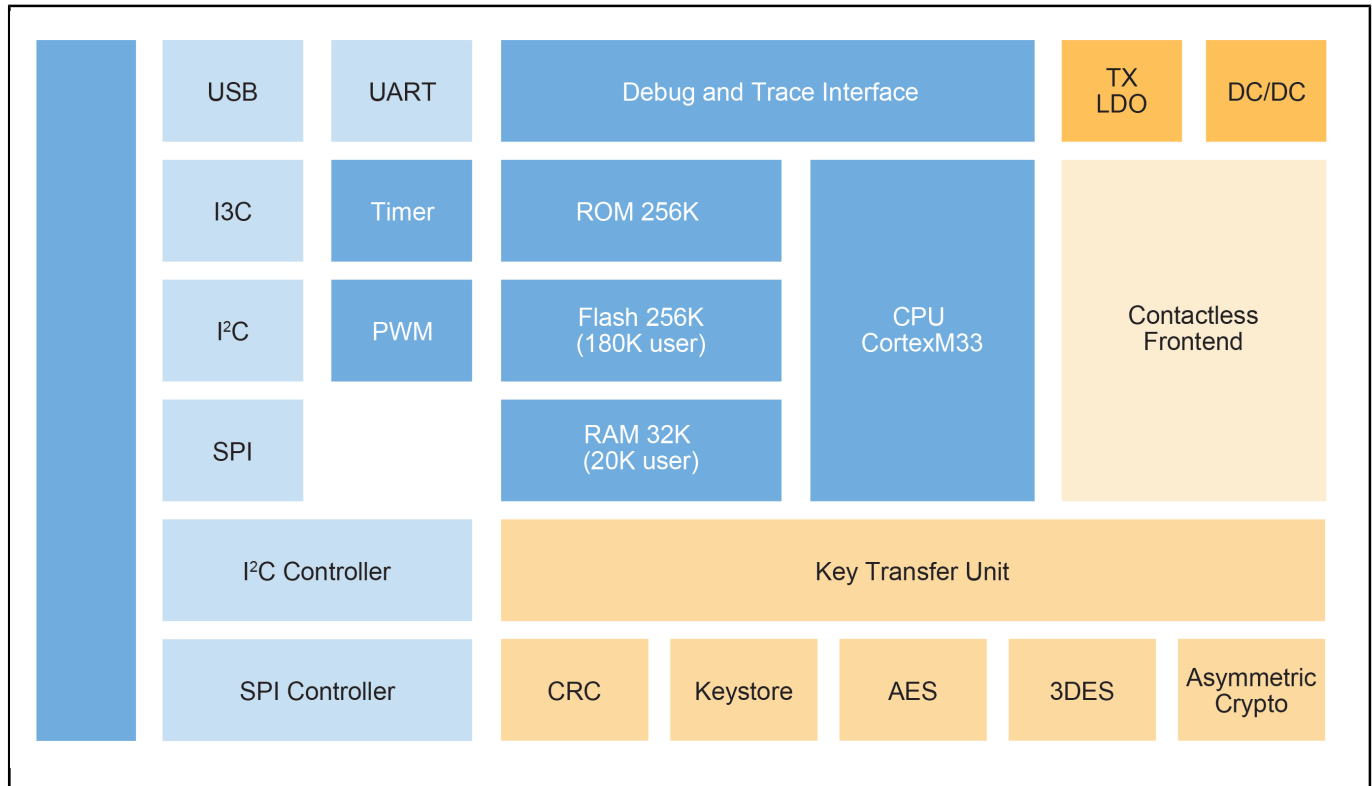 USB
UART
Debug and Trace Interface
TX
LDO
DC/DC
I3C
Timer
ROM 256K
I²C
PWM
Flash 256K
(180K user)
CPU
CortexM33
Contactless
Frontend
SPI
RAM 32K
(20K user)
I²C Controller
Key Transfer Unit
SPI Controller
CRC
Keystore
AES
3DES
Asymmetric
Crypto